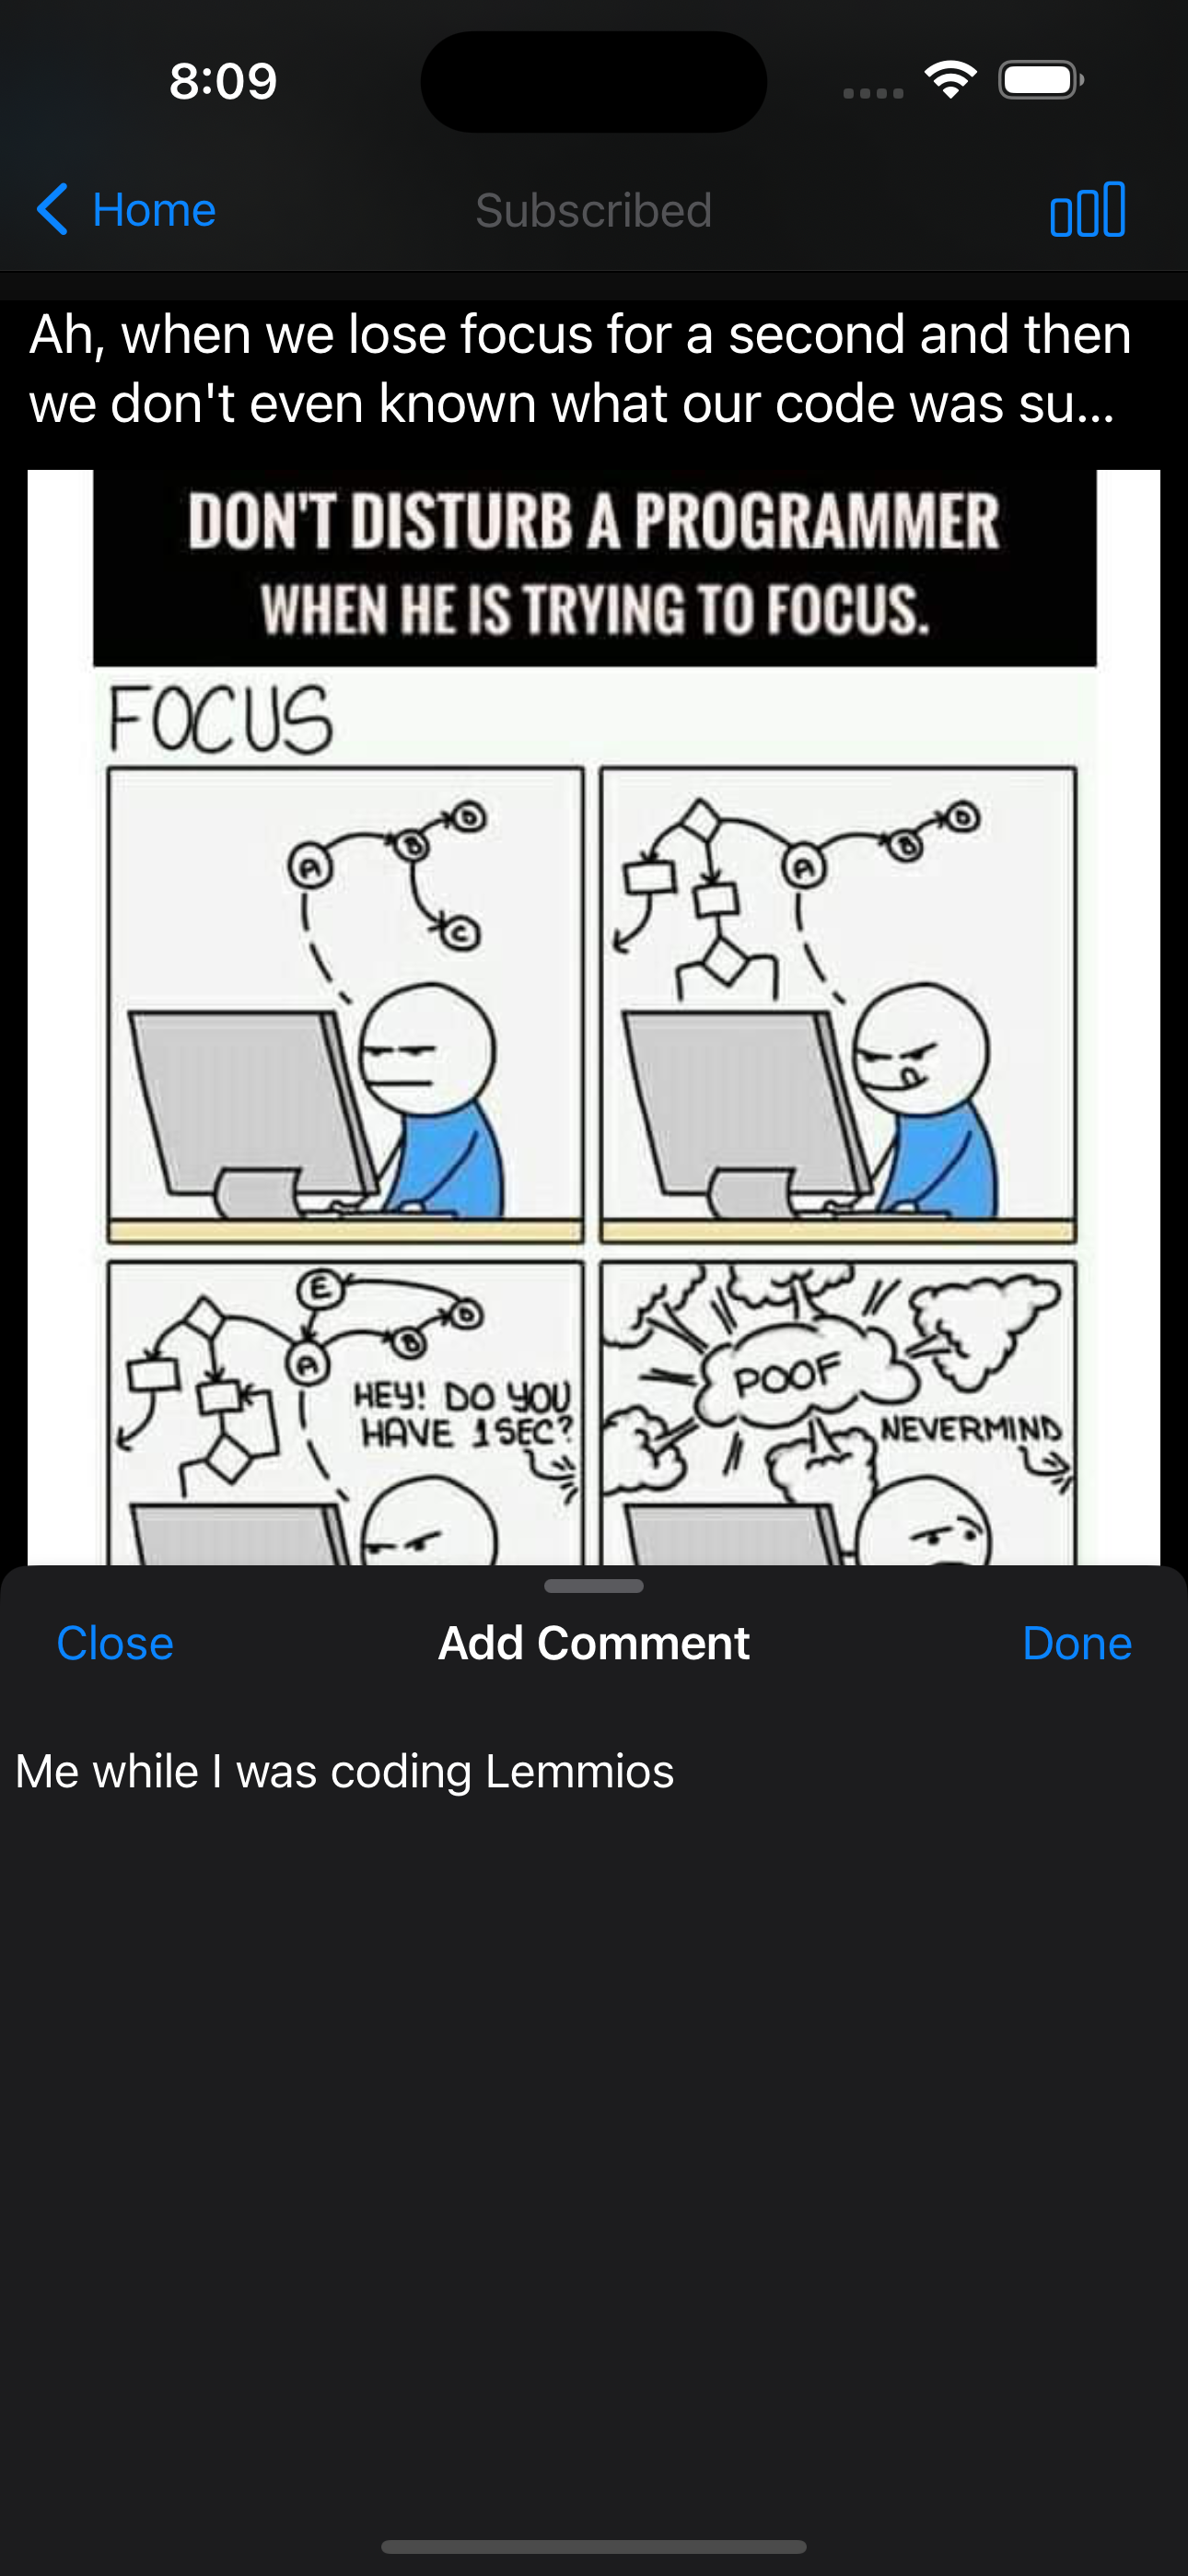 8:09
Home
Subscribed
Ah, when we lose focus for a second and then
we don't even known what our code was su...
DON'T DISTURB A PROGRAMMER
WHEN HE IS TRYING TO FOCUS.
FOCUS
A B D
C
A B D
E
A B D
HEY! DO YOU
HAVE 1 SEC?
POOF
NEVERMIND
Close
Add Comment
Done
Me while I was coding Lemmios